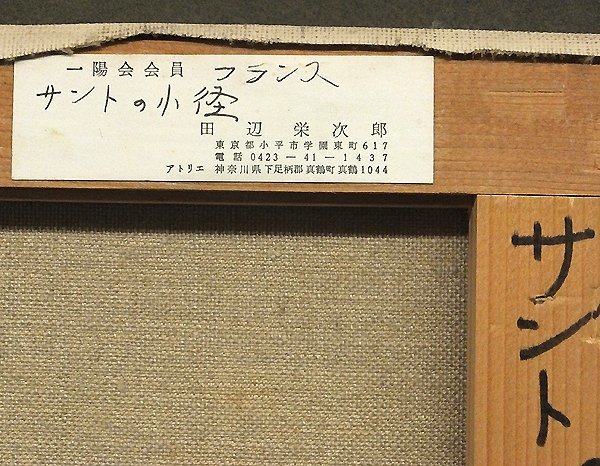 一陽会会員 フランス
サントの小径
田辺栄次郎
東京都小平市学園東町617
電話 0423－41－1437
アトリエ 神奈川県下足柄郡真鶴町真鶴1044
サント